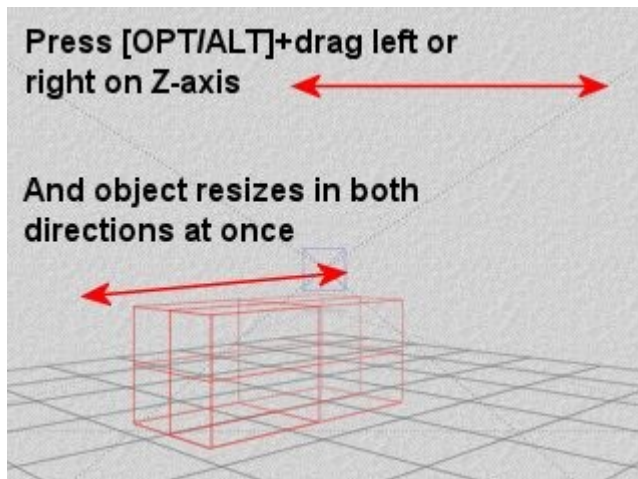 Press [OPT/ALT]+drag left or
right on Z-axis
And object resizes in both
directions at once